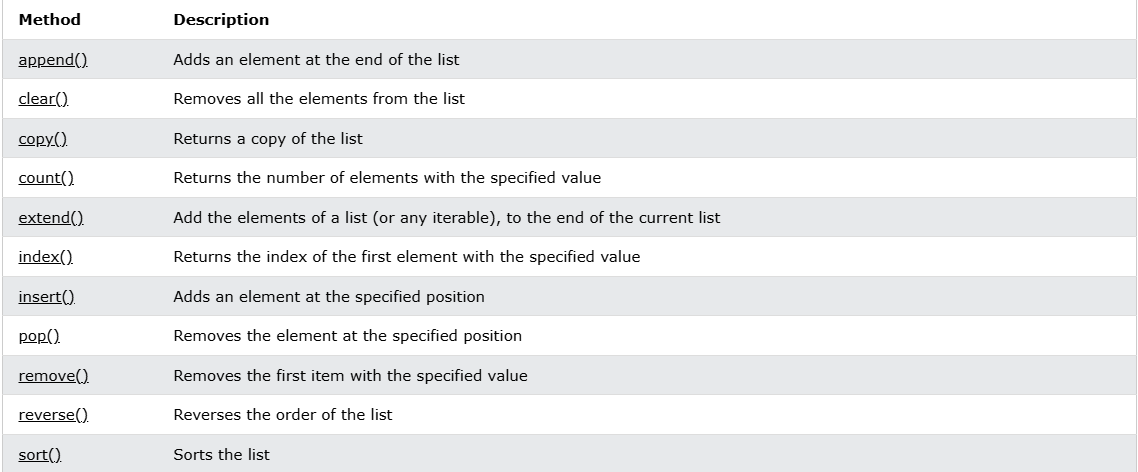 Method Description
append() Adds an element at the end of the list
clear() Removes all the elements from the list
copy() Returns a copy of the list
count() Returns the number of elements with the specified value
extend() Add the elements of a list (or any iterable), to the end of the current list
index() Returns the index of the first element with the specified value
insert() Adds an element at the specified position
pop() Removes the element at the specified position
remove() Removes the first item with the specified value
reverse() Reverses the order of the list
sort() Sorts the list